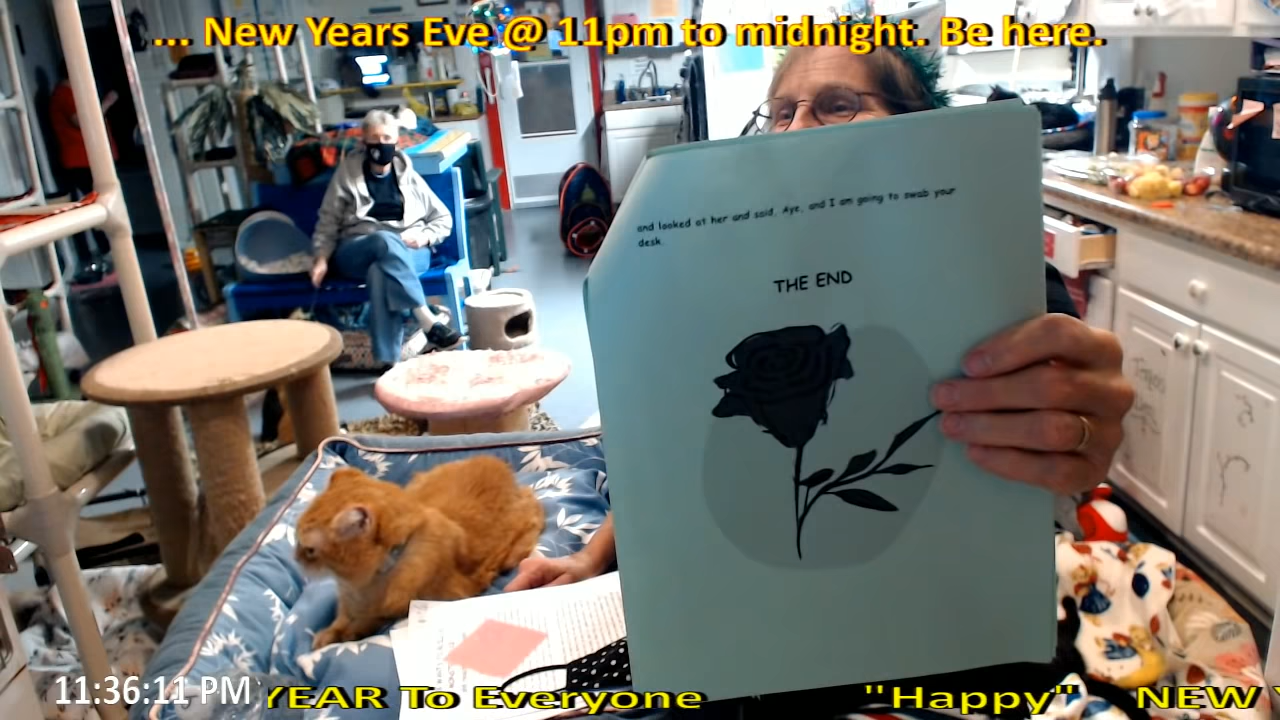 ... New Years Eve @ 11pm to midnight. Be here.
and looked at her and said, Aye, and I am going to swab your
desk.
THE END
11:36:11 PM
YEAR To Everyone "Happy" NEW Y